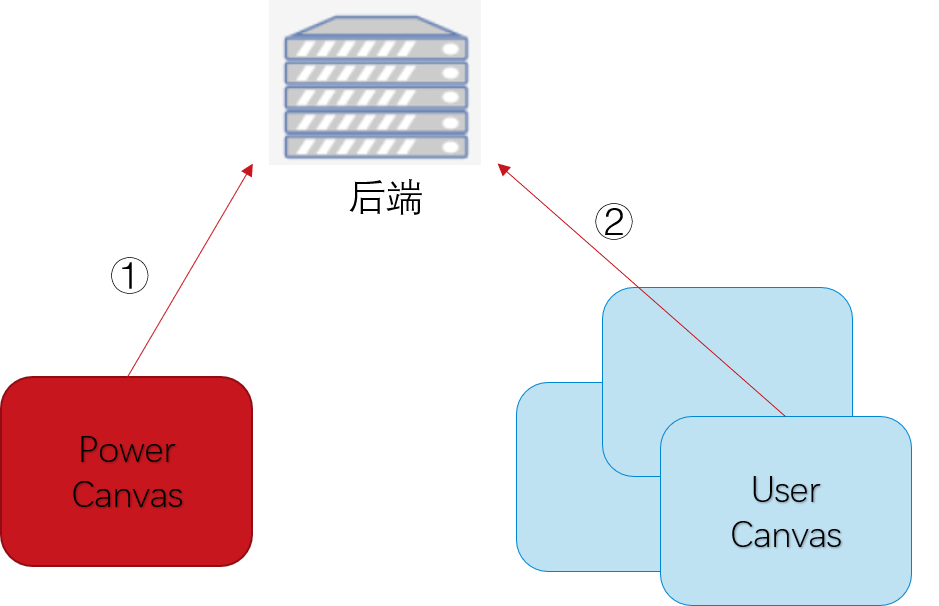 后端
②
①
Power
Canvas
User
Canvas